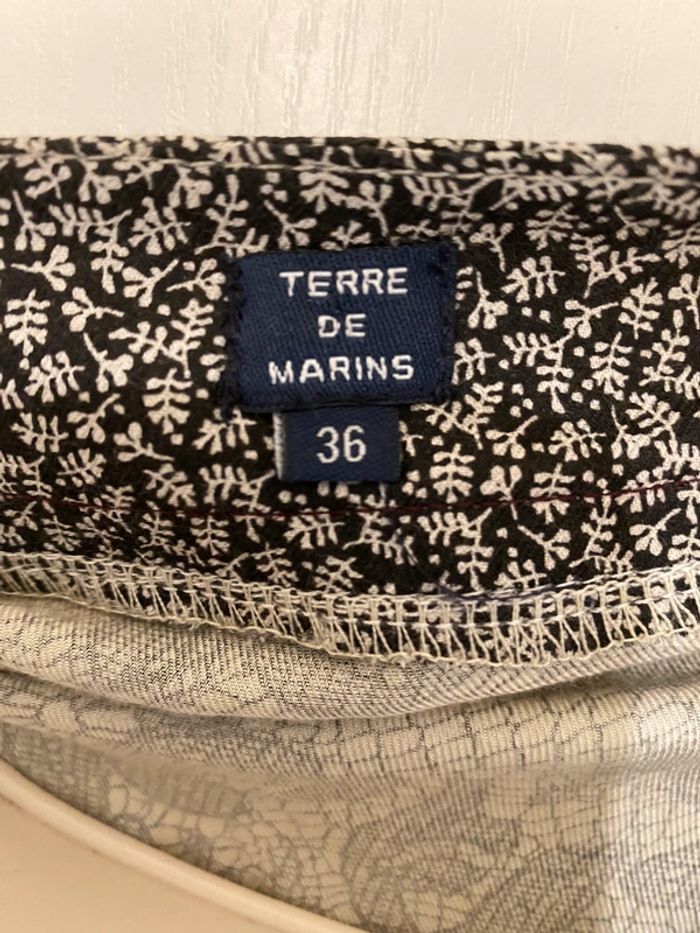 TERRE
DE
MARINS
36